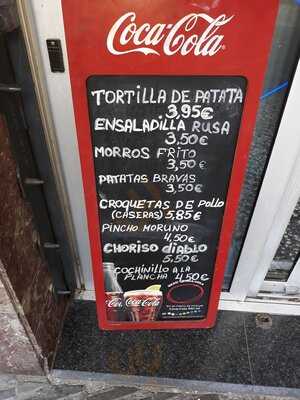 Coca-Cola
TORTILLA DE PATATA
3,95€
ENSALADILLA RUSA
3,50€
MORROS FRITO
3,50€
PATATAS BRAVAS
3,50€
CROQUETAS DE POLLO
(CASERAS) 5,85€
PINCHO MORUNO
4,50€
CHORISO DIABLO
5,50€
COCHINILLO A LA
PLANCHA 4,50€
Coca-Cola
Coca-Cola